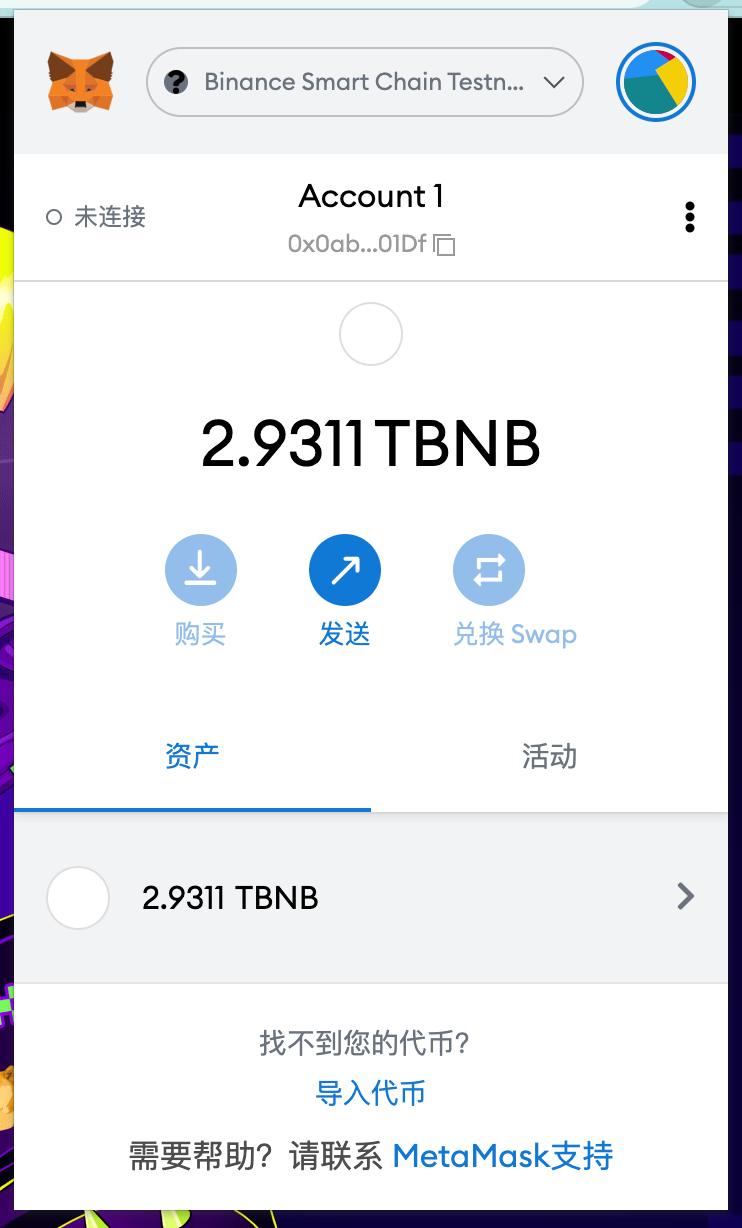 Binance Smart Chain Testn...
Account 1
未连接
0x0ab...01Df
2.9311 TBNB
购买
发送
兑换 Swap
资产
活动
2.9311 TBNB
找不到您的代币？
导入代币
需要帮助？请联系 MetaMask支持